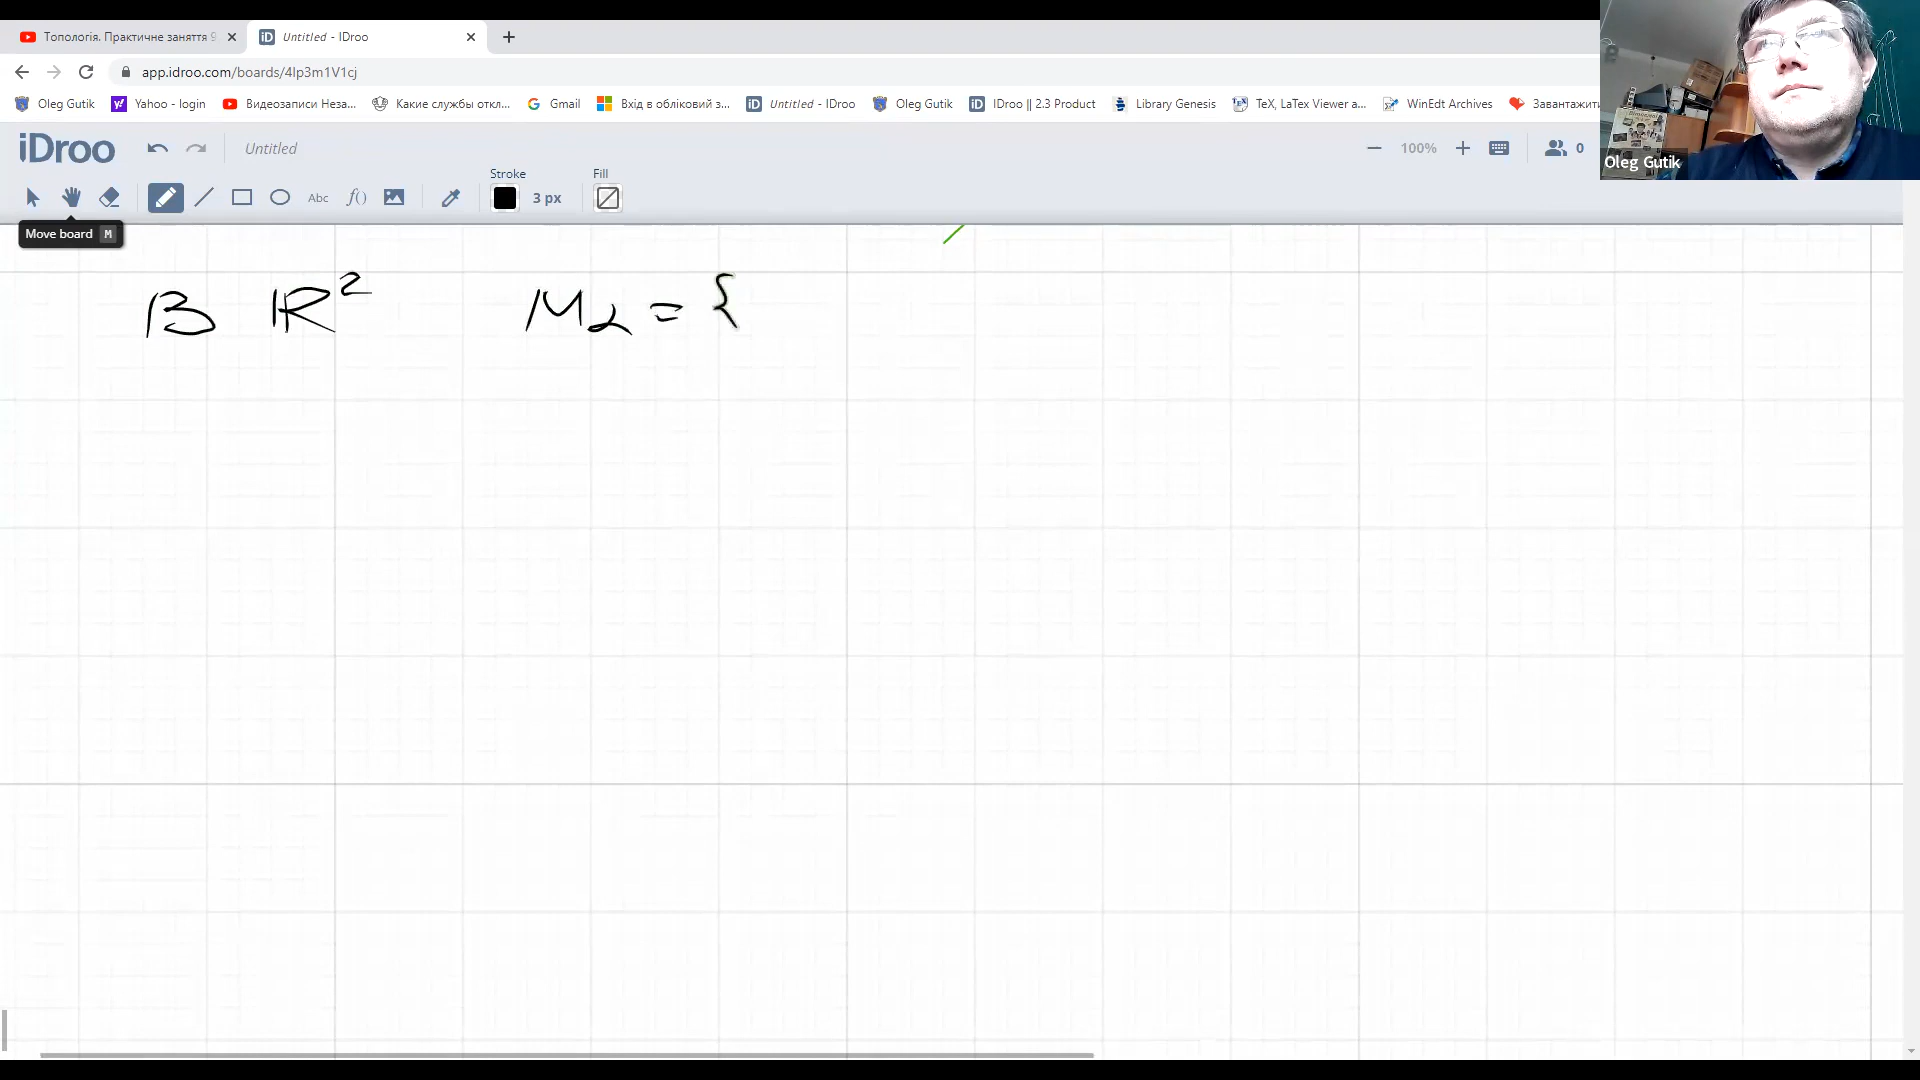 Топологія. Практичне заняття 9
Untitled - IDroo
app.idroo.com/boards/4lp3m1V1cj
Oleg Gutik
Yahoo - login
Видеозаписи Неза...
Какие службы откл...
Gmail
Вхід в обліковий з...
Untitled - IDroo
Oleg Gutik
IDroo || 2.3 Product
Library Genesis
TeX, LaTex Viewer a...
WinEdt Archives
Завантажити
Oleg Gutik
iDroo
Untitled
100%
0
Abc
f()
Stroke
3 px
Fill
Move board M
В ℝ² M_α = {